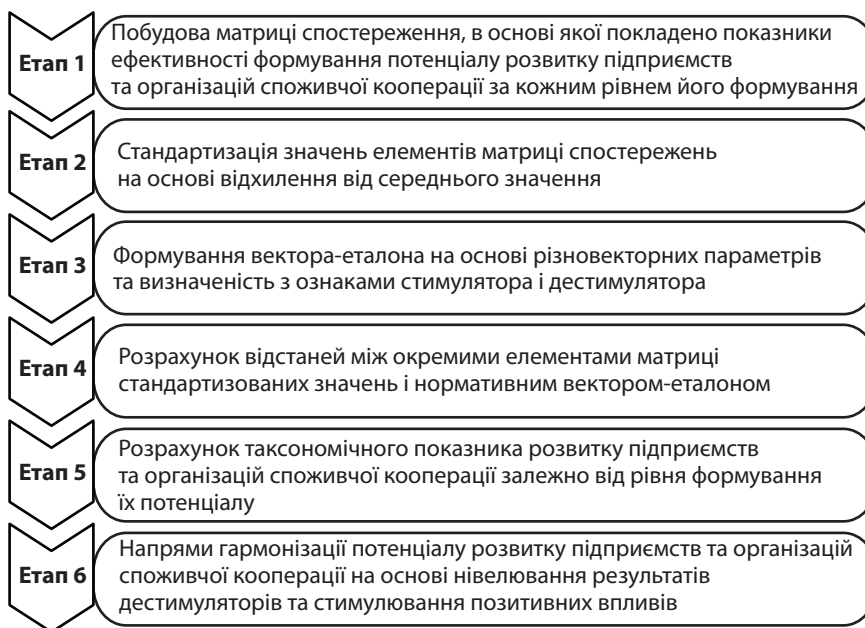 Етап 1
Побудова матриці спостереження, в основі якої покладено показники
ефективності формування потенціалу розвитку підприємств
та організацій споживчої кооперації за кожним рівнем його формування
Етап 2
Стандартизація значень елементів матриці спостережень
на основі відхилення від середнього значення
Етап 3
Формування вектора-еталона на основі різновекторних параметрів
та визначеність з ознаками стимулятора і дестимулятора
Етап 4
Розрахунок відстаней між окремими елементами матриці
стандартизованих значень і нормативним вектором-еталоном
Етап 5
Розрахунок таксономічного показника розвитку підприємств
та організацій споживчої кооперації залежно від рівня формування
їх потенціалу
Етап 6
Напрями гармонізації потенціалу розвитку підприємств та організацій
споживчої кооперації на основі нівелювання результатів
дестимуляторів та стимулювання позитивних впливів